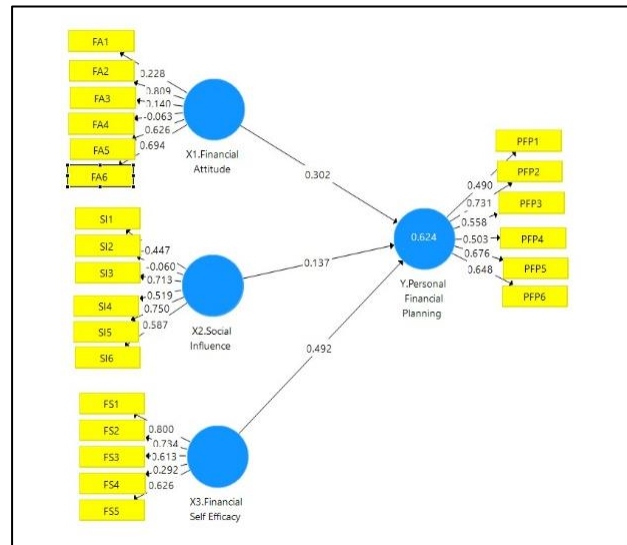 FA1
FA2
FA3
FA4
FA5
FA6
0.228
0.809
0.140
-0.063
0.626
0.694
X1.Financial
Attitude
0.302
SI1
SI2
SI3
SI4
SI5
SI6
0.447
-0.060
0.713
0.519
0.750
0.587
X2.Social
Influence
0.137
FS1
FS2
FS3
FS4
FS5
0.800
0.734
0.613
0.292
0.626
X3.Financial
Self Efficacy
0.492
0.624
Y.Personal
Financial
Planning
0.490
0.731
0.558
0.503
0.676
0.648
PFP1
PFP2
PFP3
PFP4
PFP5
PFP6